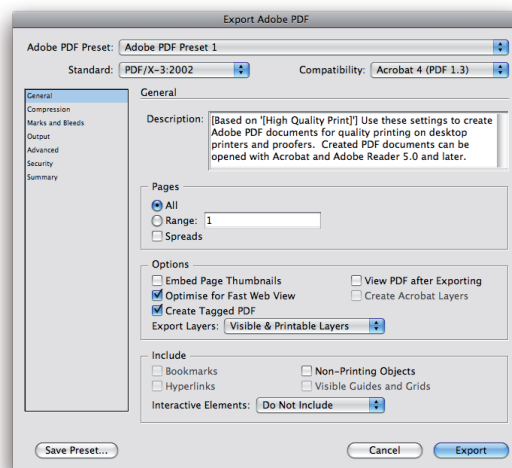 Export Adobe PDF
Adobe PDF Preset: Adobe PDF Preset 1
Standard: PDF/X-3:2002 Compatibility: Acrobat 4 (PDF 1.3)
General
Compression
Marks and Bleeds
Output
Advanced
Security
Summary
General
Description: [Based on '[High Quality Print]'] Use these settings to create
Adobe PDF documents for quality printing on desktop
printers and proofers. Created PDF documents can be
opened with Acrobat and Adobe Reader 5.0 and later.
Pages
All
Range: 1
Spreads
Options
Embed Page Thumbnails View PDF after Exporting
Optimise for Fast Web View Create Acrobat Layers
Create Tagged PDF
Export Layers: Visible & Printable Layers
Include
Bookmarks Non-Printing Objects
Hyperlinks Visible Guides and Grids
Interactive Elements: Do Not Include
Save Preset... Cancel Export